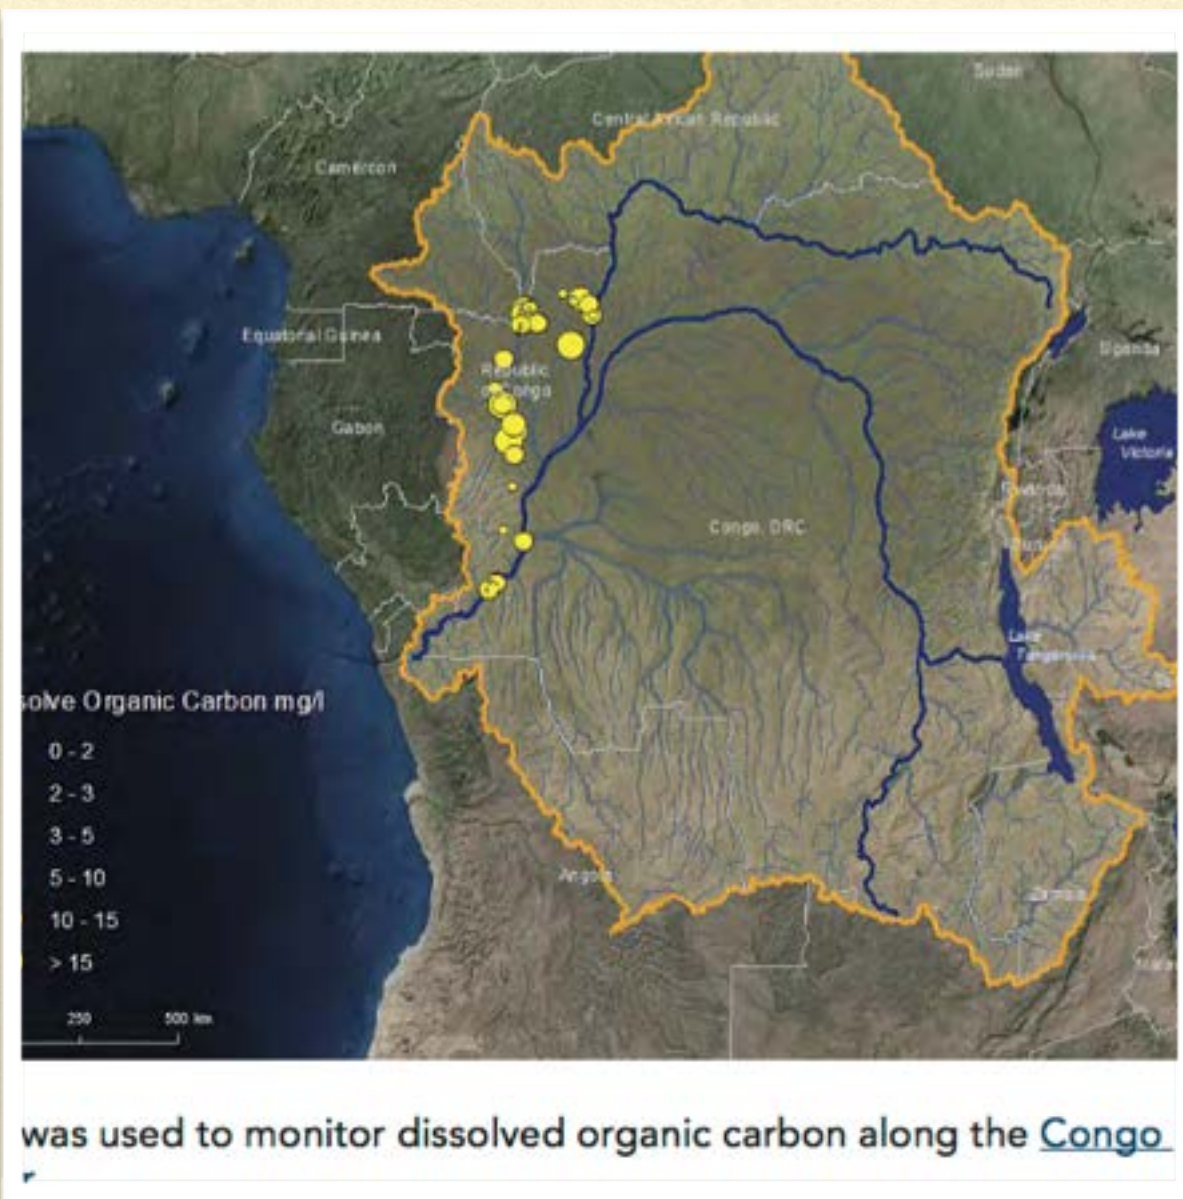 Sudan
Central African Republic
Cameroon
Equatorial Guinea
Uganda
Republic
of Congo
Gabon
Lake
Victoria
Rwanda
Congo, DRC
Lake
Tanganyika
solve Organic Carbon mg/l
0 - 2
2 - 3
3 - 5
5 - 10
10 - 15
> 15
Angola
Zambia
250 500 km
was used to monitor dissolved organic carbon along the Congo